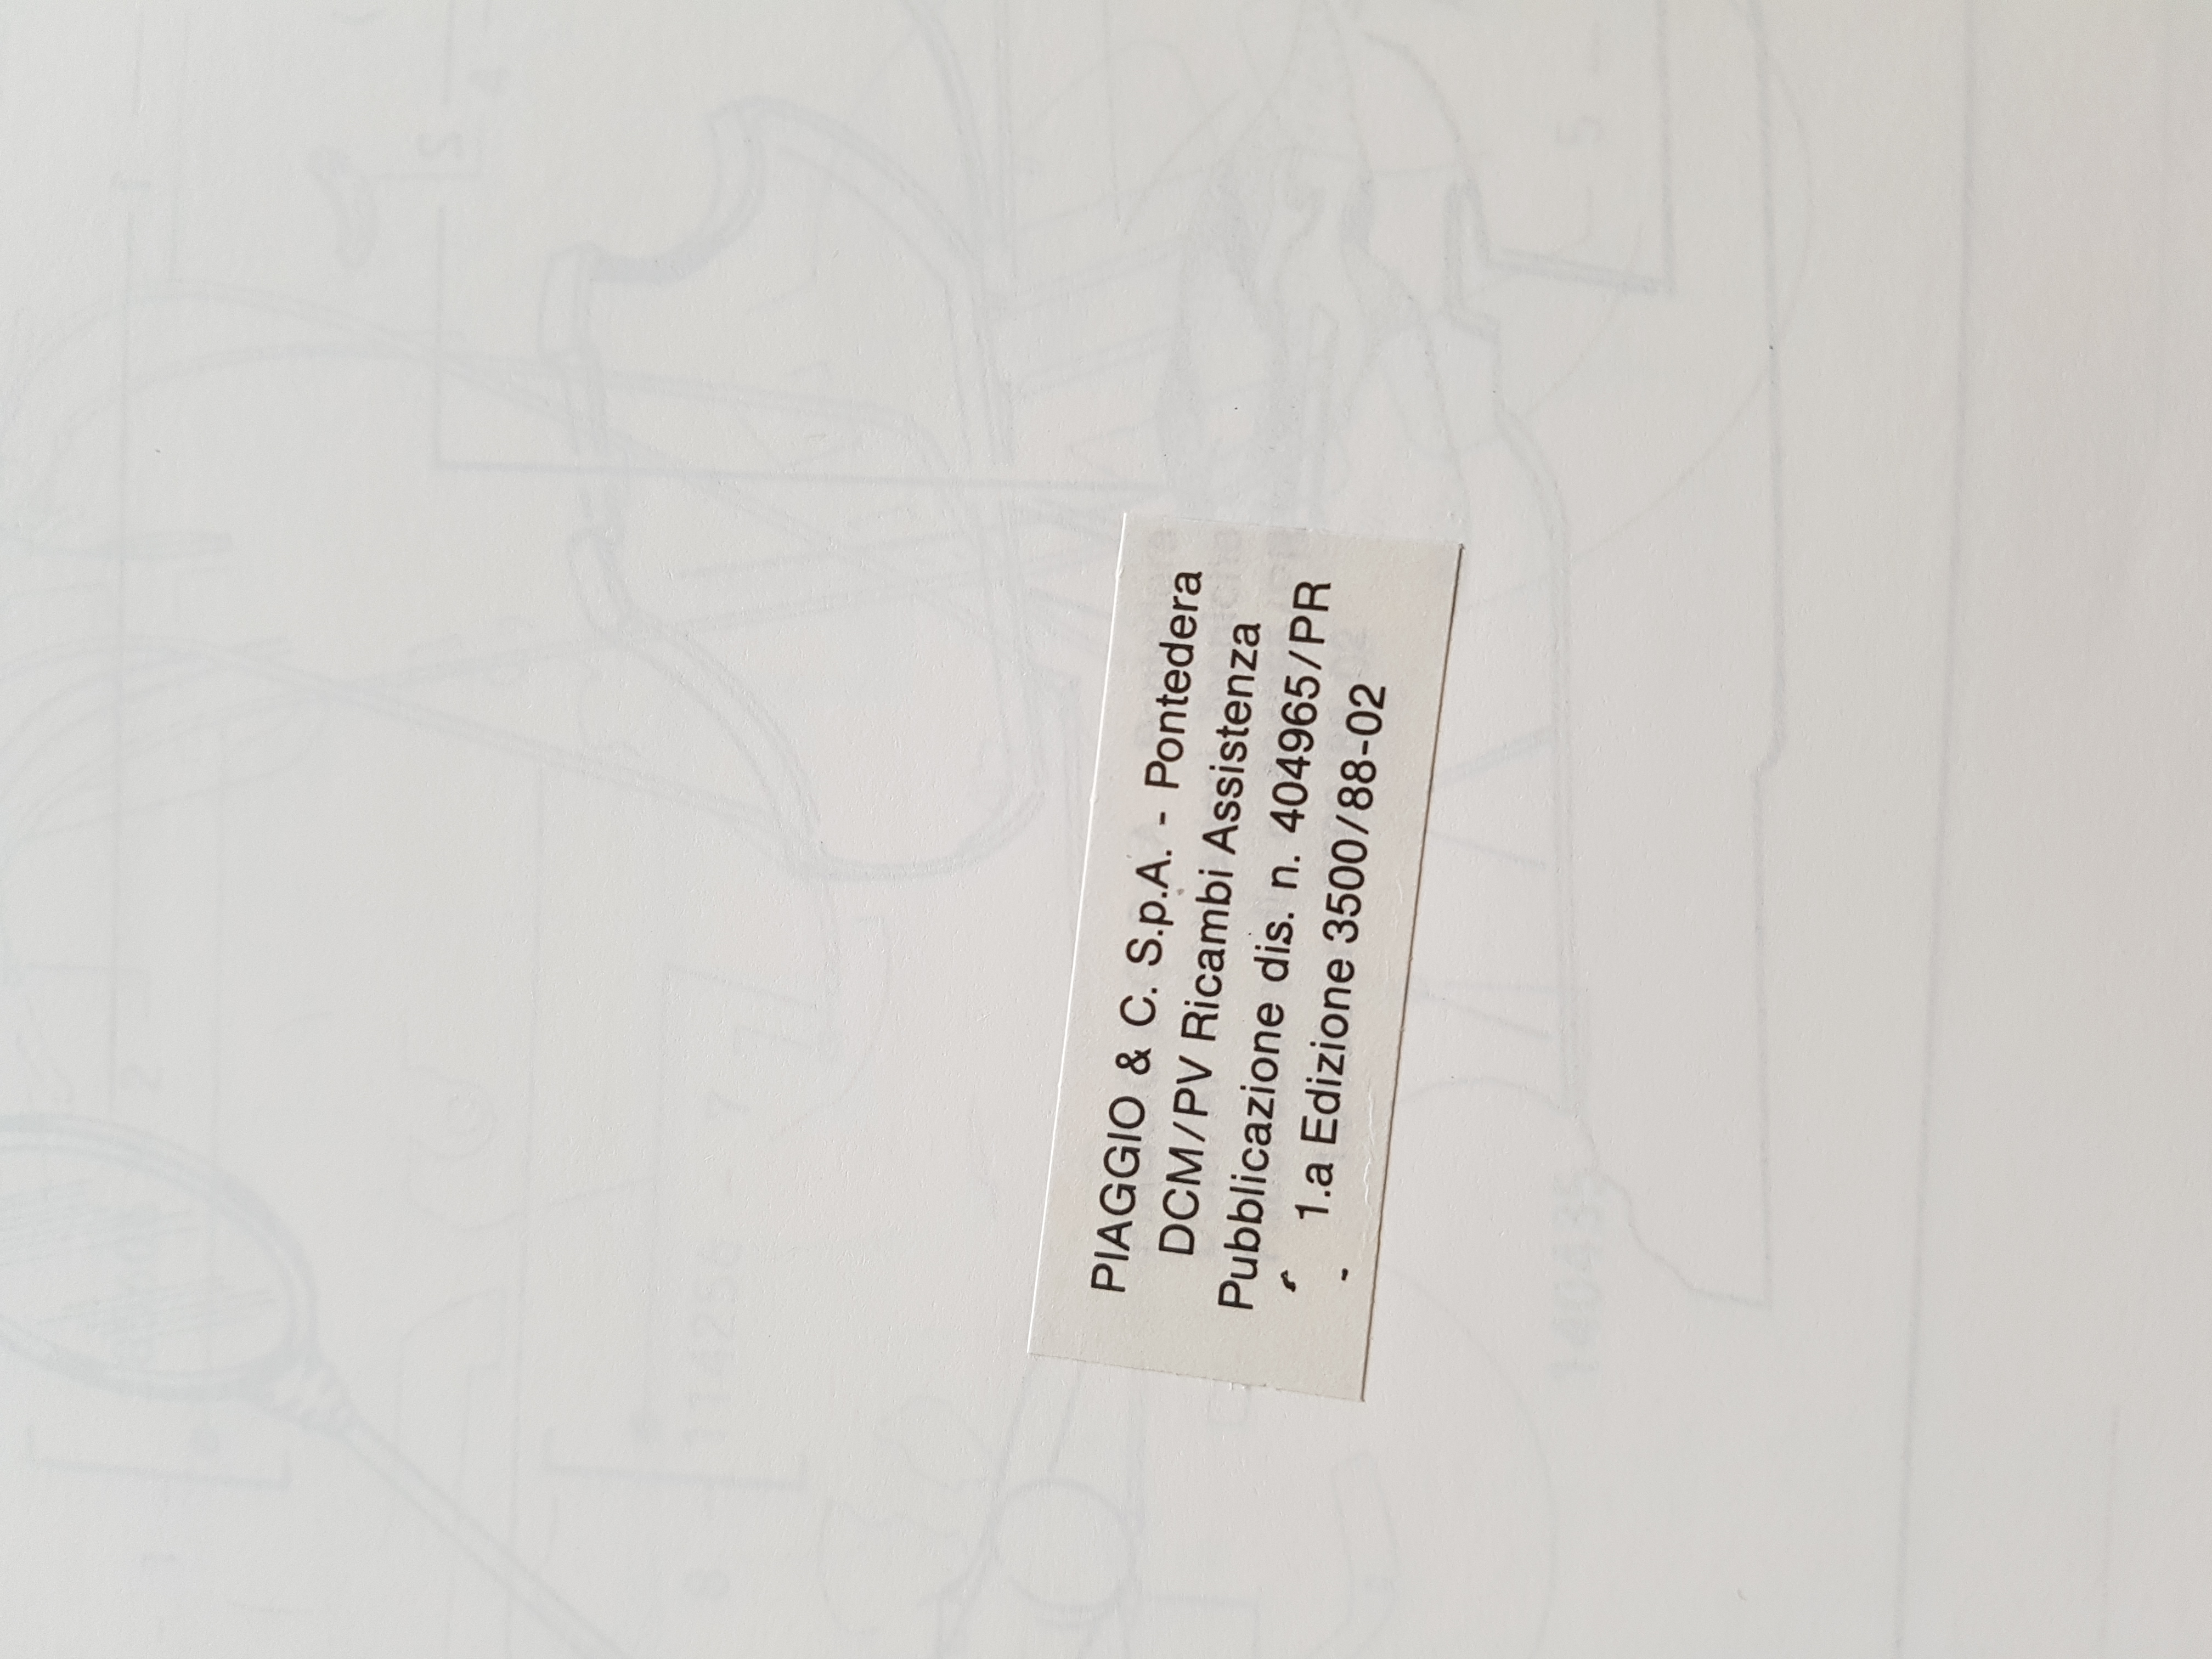 PIAGGIO & C. S.p.A. - Pontedera
DCM/PV Ricambi Assistenza
Pubblicazione dis. n. 404965/PR
1.a Edizione 3500/88-02